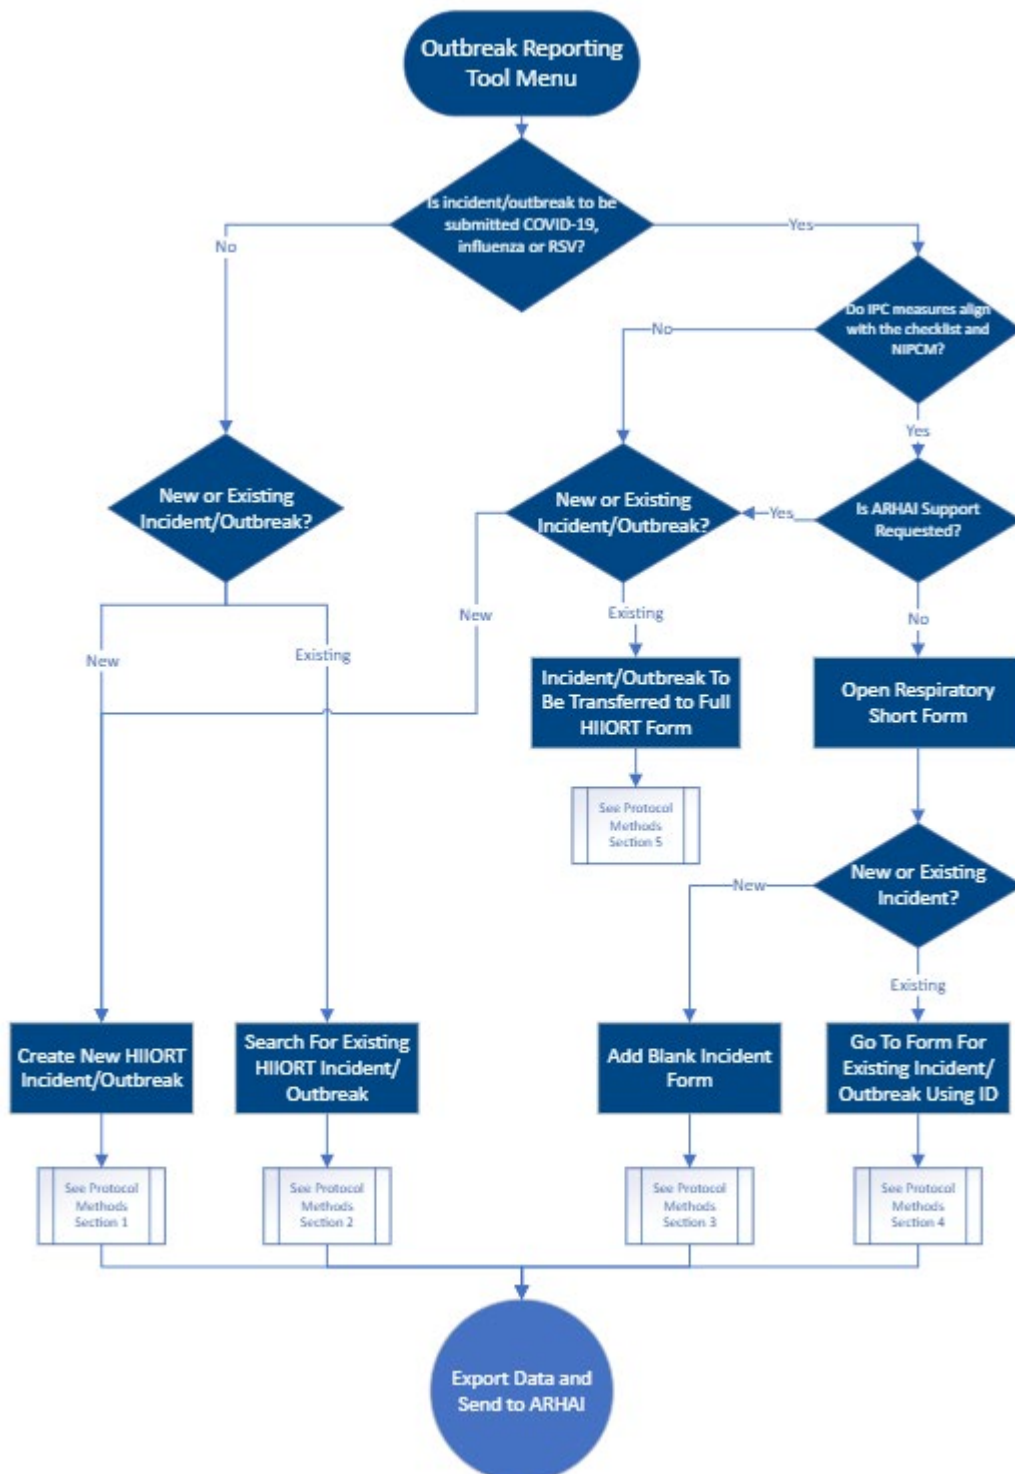 Outbreak Reporting
Tool Menu
Is incident/outbreak to be
submitted COVID-19,
influenza or RSV?
No
Yes
Do IPC measures align
with the checklist and
NIPCM?
No
Yes
New or Existing
Incident/Outbreak?
New or Existing
Incident/Outbreak?
Yes
Is ARHAI Support
Requested?
New
Existing
New
Existing
No
Incident/Outbreak To
Be Transferred to Full
HIIORT Form
Open Respiratory
Short Form
See Protocol
Methods
Section 5
New or Existing
Incident?
New
Existing
Create New HIIORT
Incident/Outbreak
Search For Existing
HIIORT Incident/
Outbreak
Add Blank Incident
Form
Go To Form For
Existing Incident/
Outbreak Using ID
See Protocol
Methods
Section 1
See Protocol
Methods
Section 2
See Protocol
Methods
Section 3
See Protocol
Methods
Section 4
Export Data and
Send to ARHAI